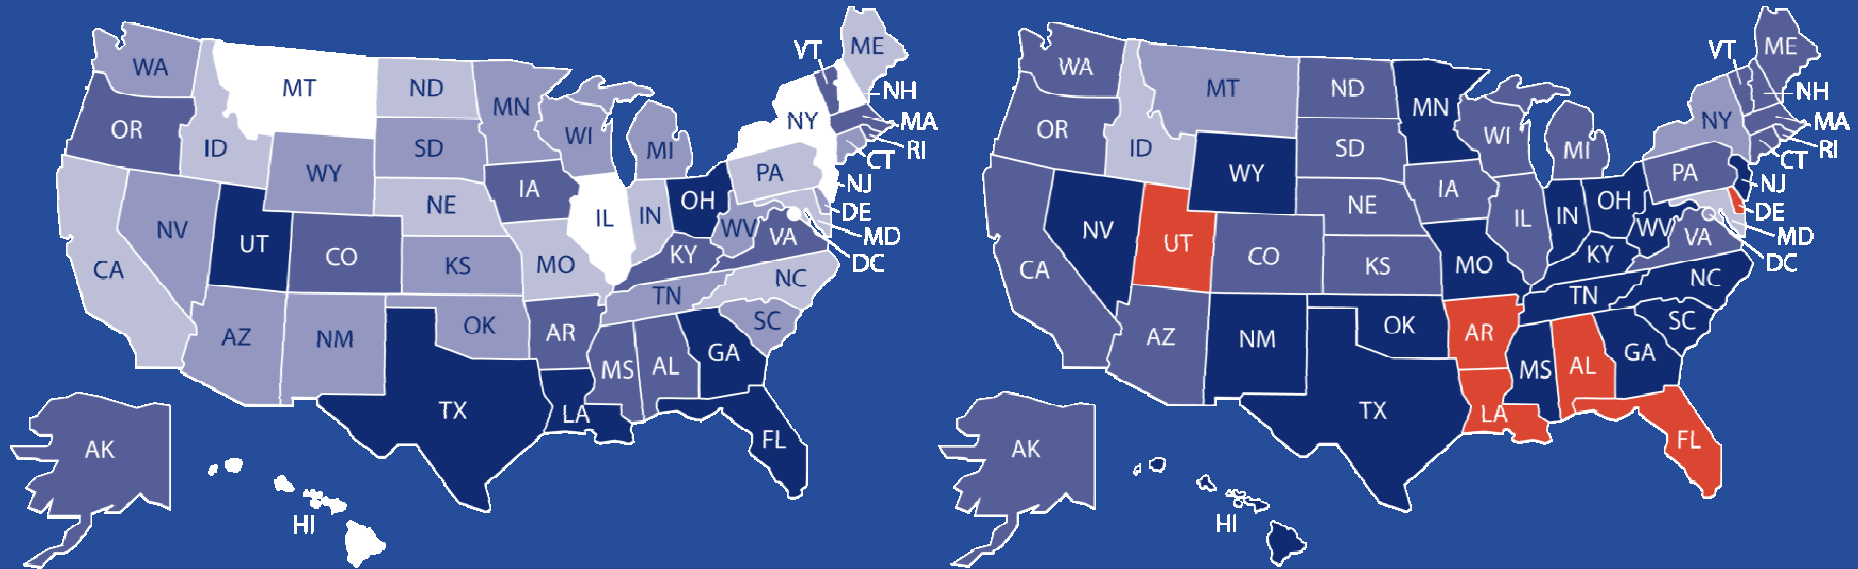 WA
MT
ND
MN
OR
ID
WY
SD
WI
MI
VT
ME
NH
NY
MA
RI
CT
PA
NJ
DE
MD
DC
NV
UT
CO
NE
IA
IL
IN
OH
WV
VA
CA
KS
MO
KY
NC
TN
SC
AZ
NM
OK
AR
MS
AL
GA
TX
LA
FL
AK
HI
WA
MT
ND
MN
OR
ID
WY
SD
WI
MI
VT
ME
NH
NY
MA
RI
CT
PA
NJ
DE
MD
DC
NV
UT
CO
NE
IA
IL
IN
OH
WV
VA
CA
KS
MO
KY
NC
TN
SC
AZ
NM
OK
AR
MS
AL
GA
TX
LA
FL
AK
HI